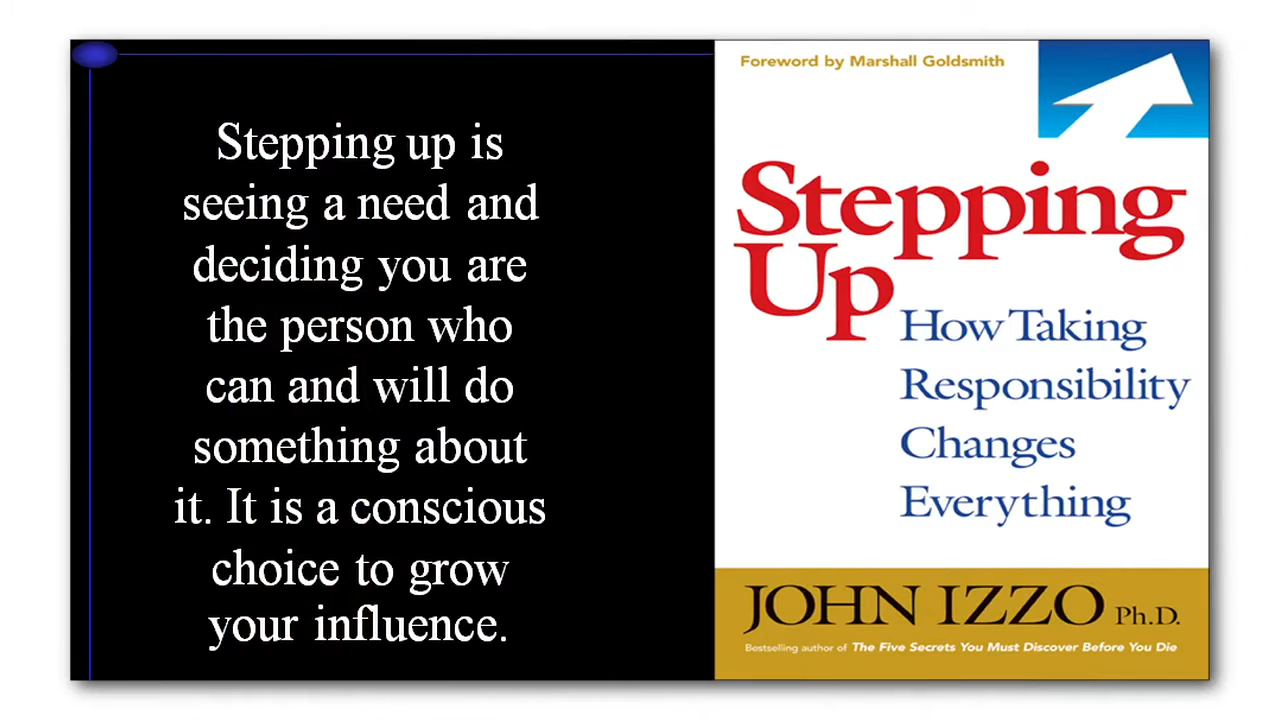 Stepping up is
seeing a need and
deciding you are
the person who
can and will do
something about
it. It is a conscious
choice to grow
your influence.
Foreword by Marshall Goldsmith
Stepping
Up
How Taking
Responsibility
Changes
Everything
JOHN IZZO Ph.D.
Bestselling author of The Five Secrets You Must Discover Before You Die